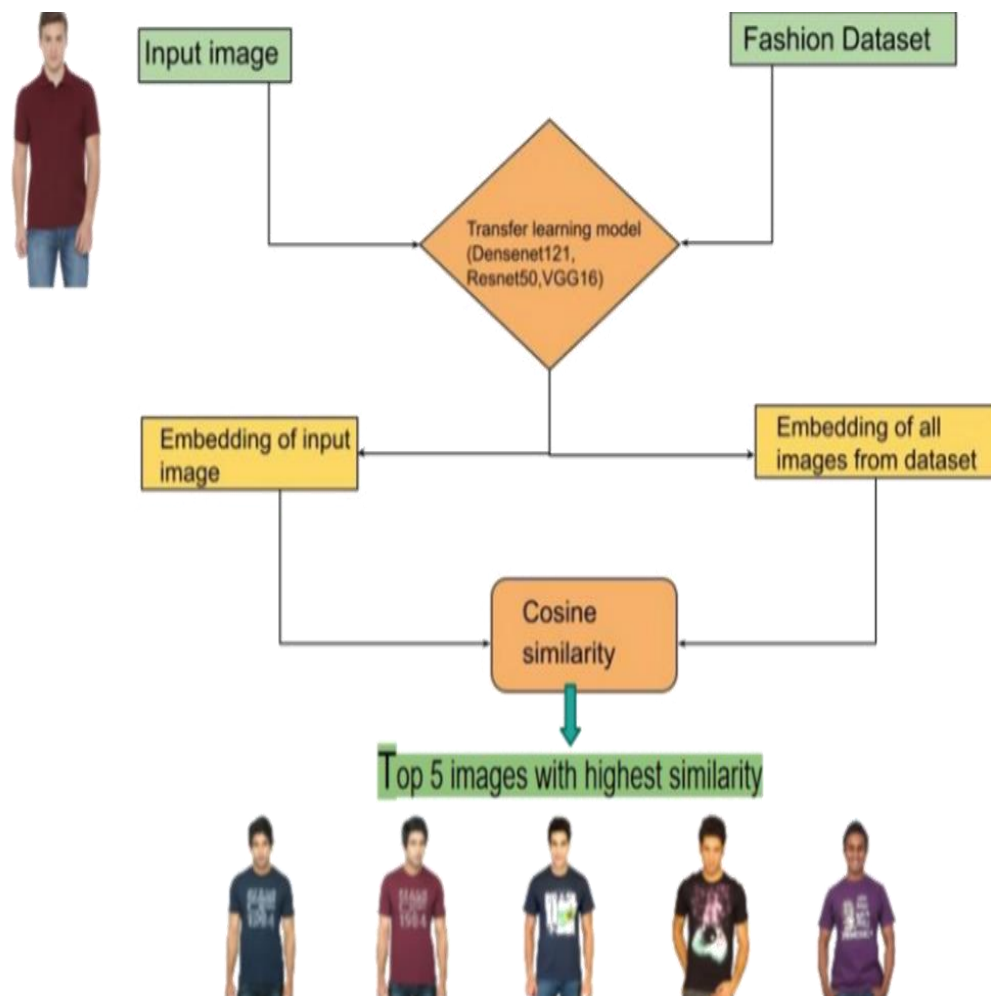 Input image
Fashion Dataset
Transfer learning model
(Densenet121,
Resnet50,VGG16)
Embedding of input
image
Embedding of all
images from dataset
Cosine
similarity
Top 5 images with highest similarity